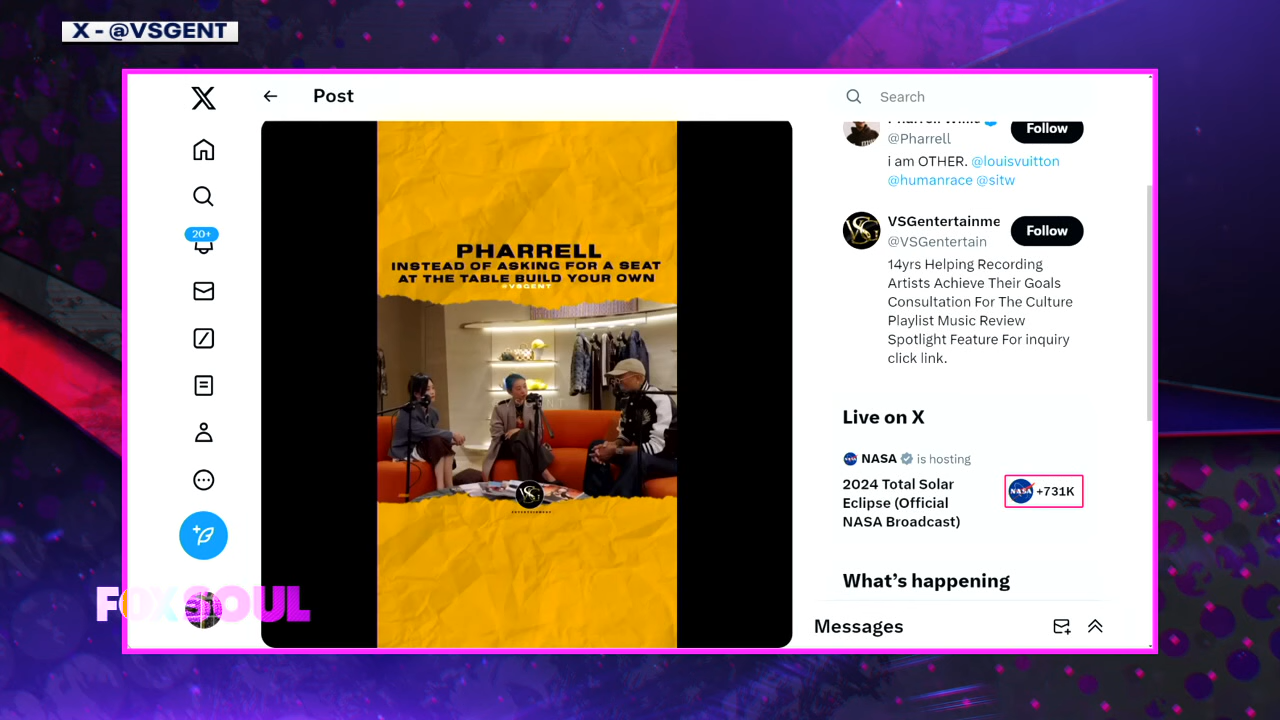 X - @VSGENT
Post
Search
@Pharrell
Follow
i am OTHER. @louisvuitton
@humanrace @sitw
20+
PHARRELL
INSTEAD OF ASKING FOR A SEAT
AT THE TABLE BUILD YOUR OWN
@VSGENT
VSGentertainme
Follow
@VSGentertain
14yrs Helping Recording
Artists Achieve Their Goals
Consultation For The Culture
Playlist Music Review
Spotlight Feature For inquiry
click link.
Live on X
NASA is hosting
2024 Total Solar
Eclipse (Official
NASA Broadcast)
NASA +731K
What's happening
Messages
FOX SOUL